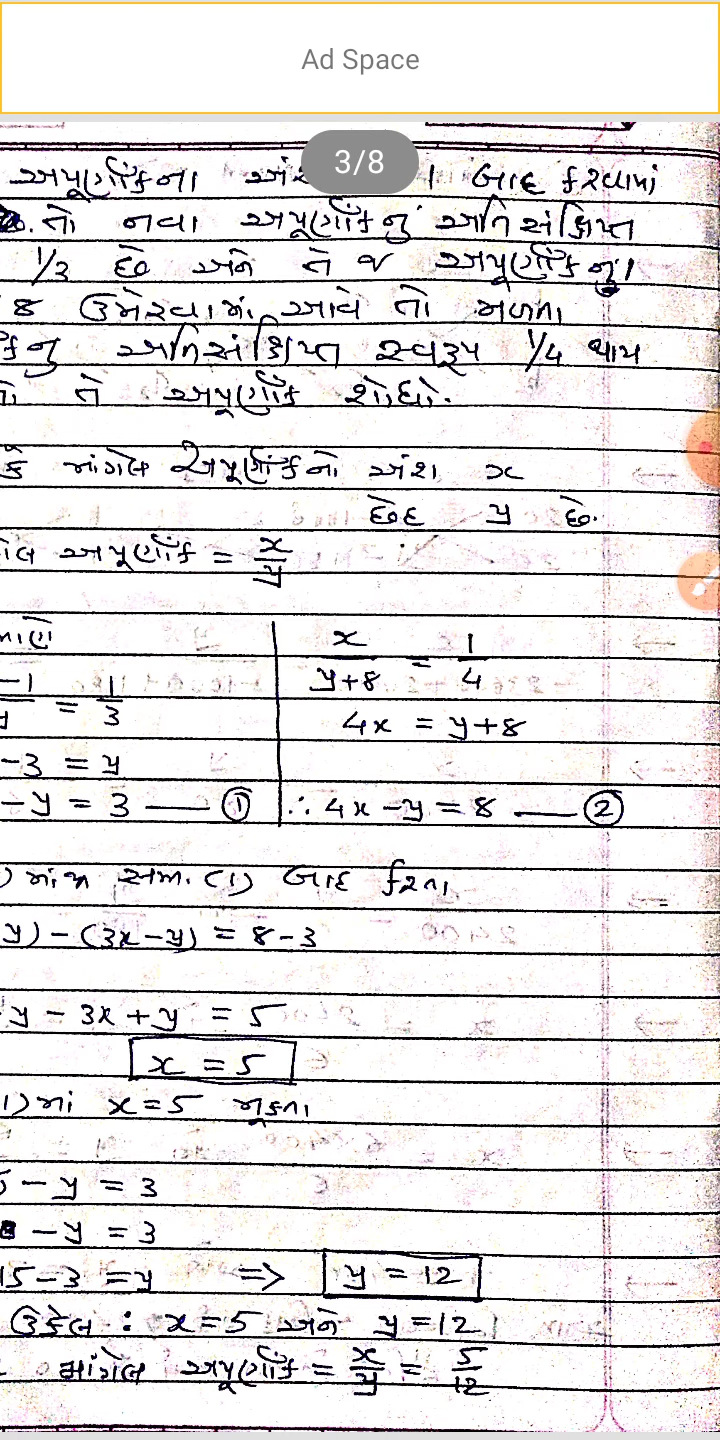 Ad Space
3/8
અપૂર્ણાંકના બાદ કરવામાં
તો નવા અપૂર્ણાંકનું અતિસંક્ષિપ્ત
1/3 છે અને તે જ અપૂર્ણાંકનાં
8 ઉમેરવામાં આવે તો મળતા
નું અતિસંક્ષિપ્ત સ્વરૂપ 1/4 થાય
તે અપૂર્ણાંક શોધો.
કે માંગેલ અપૂર્ણાંકનો અંશ x
છેદ y છે.
અપૂર્ણાંક = x/y
-1/y = 1/3
-3 = y
-y = 3 —— ①
x/(y+8) = 1/4
4x = y+8
∴ 4x - y = 8 —— ②
માંથી સમી. (1) બાદ કરતા
y) - (3x-y) = 8-3
y - 3x + y = 5
x = 5
1) માં x=5 મૂકતા
- y = 3
- y = 3
15-3 = y => y = 12
ઉકેલ : x=5 અને y=12
માંગેલ અપૂર્ણાંક = x/y = 5/12